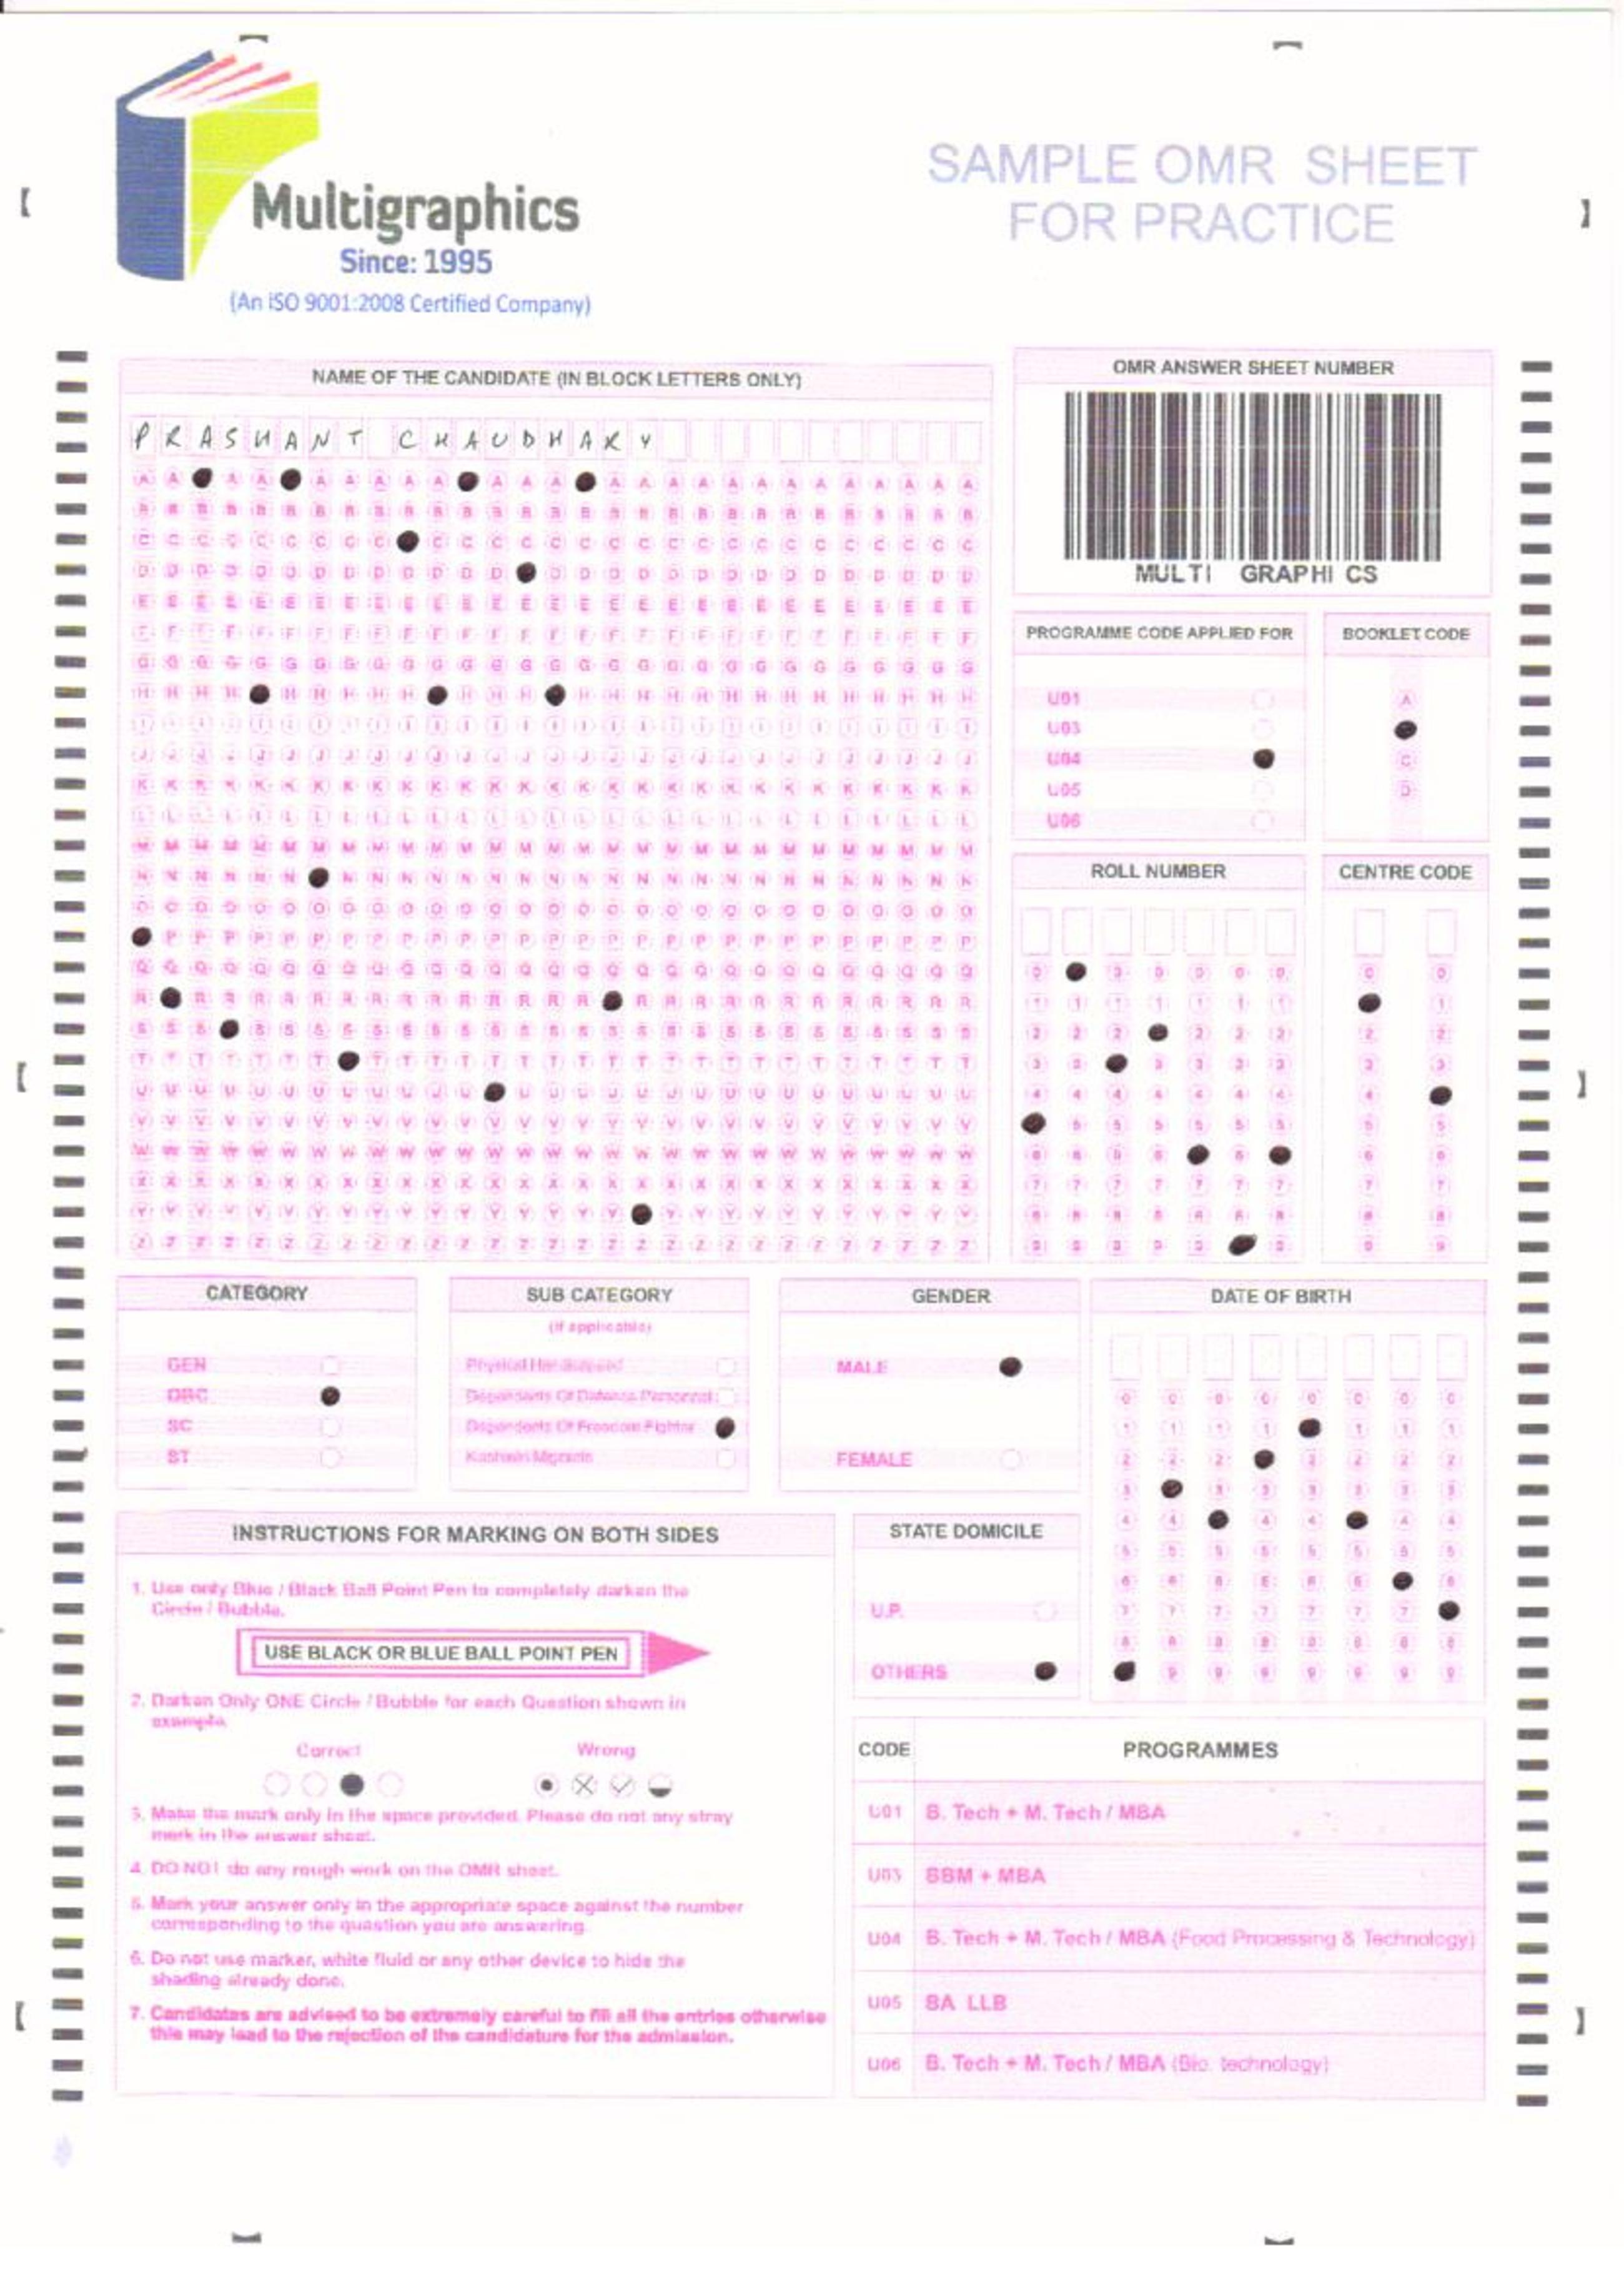 Multigraphics
Since: 1995
(An ISO 9001:2008 Certified Company)
SAMPLE OMR SHEET
FOR PRACTICE
NAME OF THE CANDIDATE (IN BLOCK LETTERS ONLY)
PRASHANT CHAUDHARY
OMR ANSWER SHEET NUMBER
MULTI GRAPHICS
PROGRAMME CODE APPLIED FOR
U01
U03
U04
U05
U06
BOOKLET CODE
A
C
D
ROLL NUMBER
CENTRE CODE
CATEGORY
GEN
OBC
SC
ST
SUB CATEGORY
(If applicable)
Physical Handicapped
Dependents Of Defence Personnel
Dependents Of Freedom Fighter
Kashmiri Migrants
GENDER
MALE
FEMALE
DATE OF BIRTH
INSTRUCTIONS FOR MARKING ON BOTH SIDES
1. Use only Blue / Black Ball Point Pen to completely darken the
Circle / Bubble.
USE BLACK OR BLUE BALL POINT PEN
2. Darken Only ONE Circle / Bubble for each Question shown in
example.
Correct Wrong
3. Make the mark only in the space provided. Please do not any stray
mark in the answer sheet.
4. DO NOT do any rough work on the OMR sheet.
5. Mark your answer only in the appropriate space against the number
corresponding to the question you are answering.
6. Do not use marker, white fluid or any other device to hide the
shading already done.
7. Candidates are advised to be extremely careful to fill all the entries otherwise
this may lead to the rejection of the candidature for the admission.
STATE DOMICILE
U.P.
OTHERS
CODE PROGRAMMES
U01 B. Tech + M. Tech / MBA
U03 BBM + MBA
U04 B. Tech + M. Tech / MBA (Food Processing & Technology)
U05 BA LLB
U06 B. Tech + M. Tech / MBA (Bio. technology)